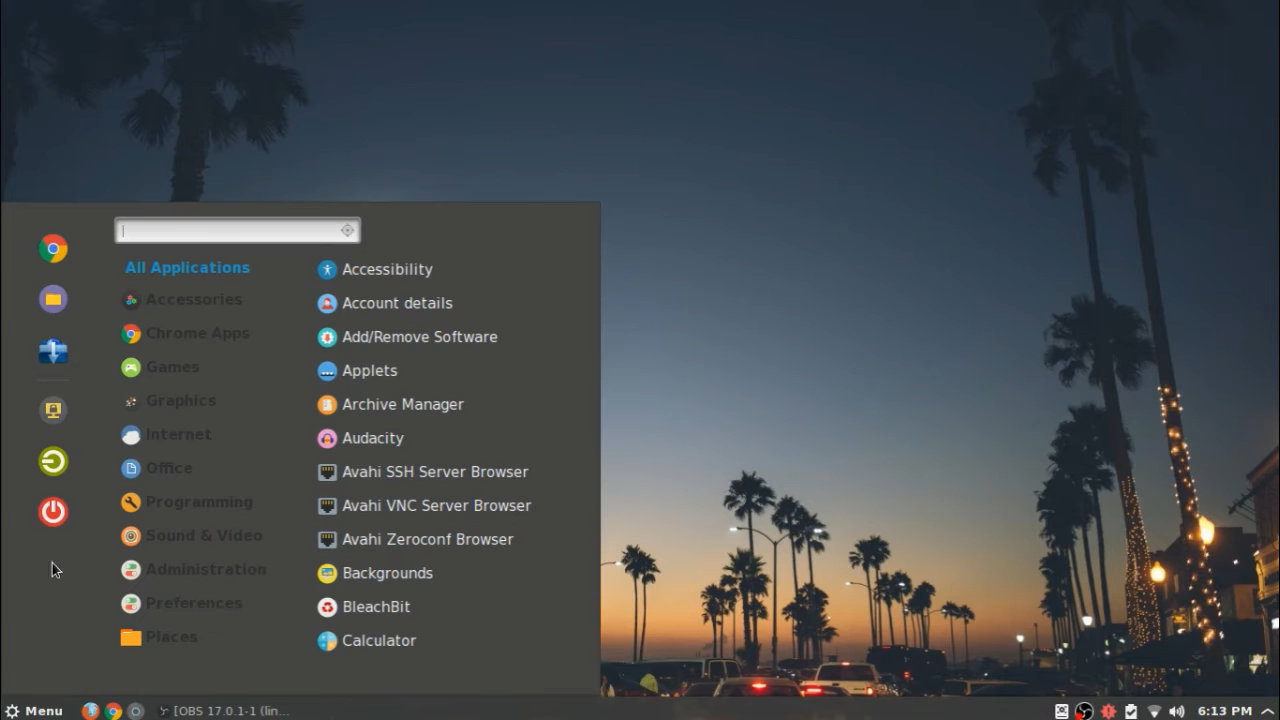 All Applications
Accessories
Chrome Apps
Games
Graphics
Internet
Office
Programming
Sound & Video
Administration
Preferences
Places
Accessibility
Account details
Add/Remove Software
Applets
Archive Manager
Audacity
Avahi SSH Server Browser
Avahi VNC Server Browser
Avahi Zeroconf Browser
Backgrounds
BleachBit
Calculator
Menu
[OBS 17.0.1-1 (lin...
6:13 PM